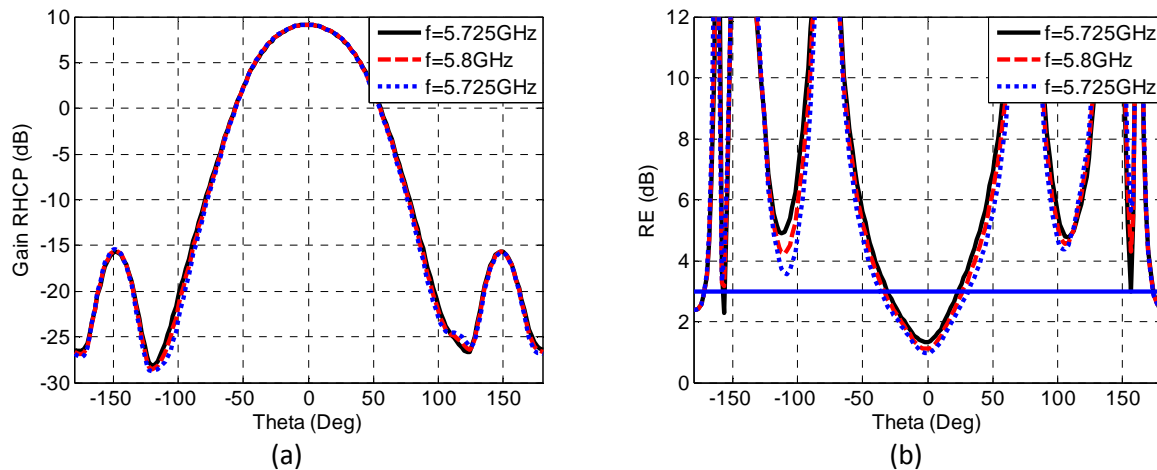 Gain RHCP (dB)
10
5
0
-5
-10
-15
-20
-25
-30
-150
-100
-50
0
50
100
150
Theta (Deg)
f=5.725GHz
f=5.8GHz
f=5.725GHz
(a)
RE (dB)
12
10
8
6
4
2
0
-150
-100
-50
0
50
100
150
Theta (Deg)
f=5.725GHz
f=5.8GHz
f=5.725GHz
(b)